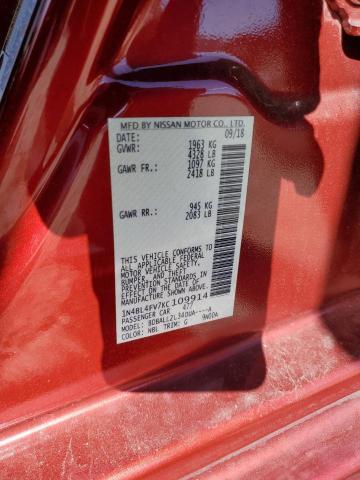 MFD BY NISSAN MOTOR CO., LTD.
DATE: 09/18
GVWR: 1963 KG
4328 LB
GAWR FR.: 1097 KG
2418 LB
GAWR RR.: 945 KG
2083 LB
THIS VEHICLE CONFORMS TO
ALL APPLICABLE FEDERAL
MOTOR VEHICLE SAFETY,
BUMPER, AND THEFT
PREVENTION STANDARDS
IN EFFECT ON THE DATE OF
MANUFACTURE SHOWN
ABOVE.
1N4BL4FV7KC109914
PASSENGER CAR 477
MODEL: BDBALLZL34DUA----A
COLOR: NBL TRIM: G 9N00A